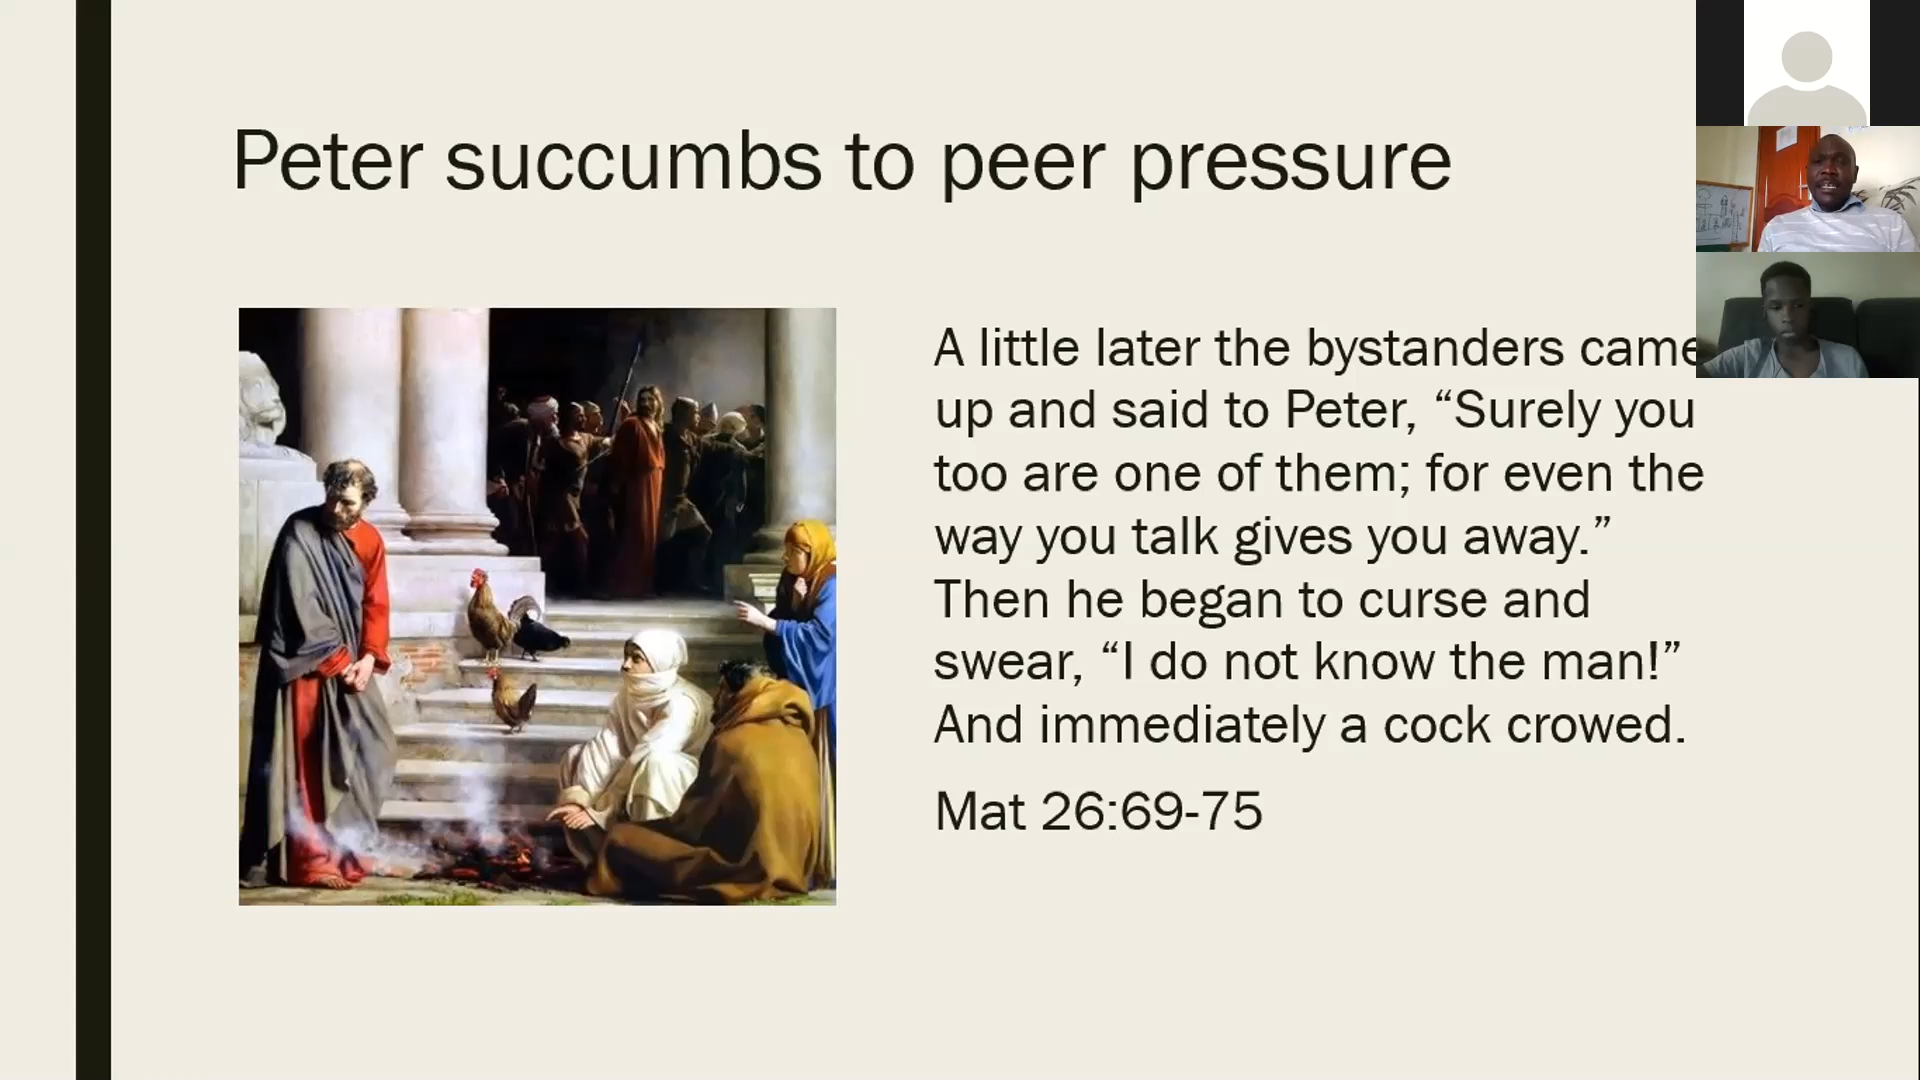 Peter succumbs to peer pressure
A little later the bystanders came
up and said to Peter, “Surely you
too are one of them; for even the
way you talk gives you away.”
Then he began to curse and
swear, “I do not know the man!”
And immediately a cock crowed.
Mat 26:69-75